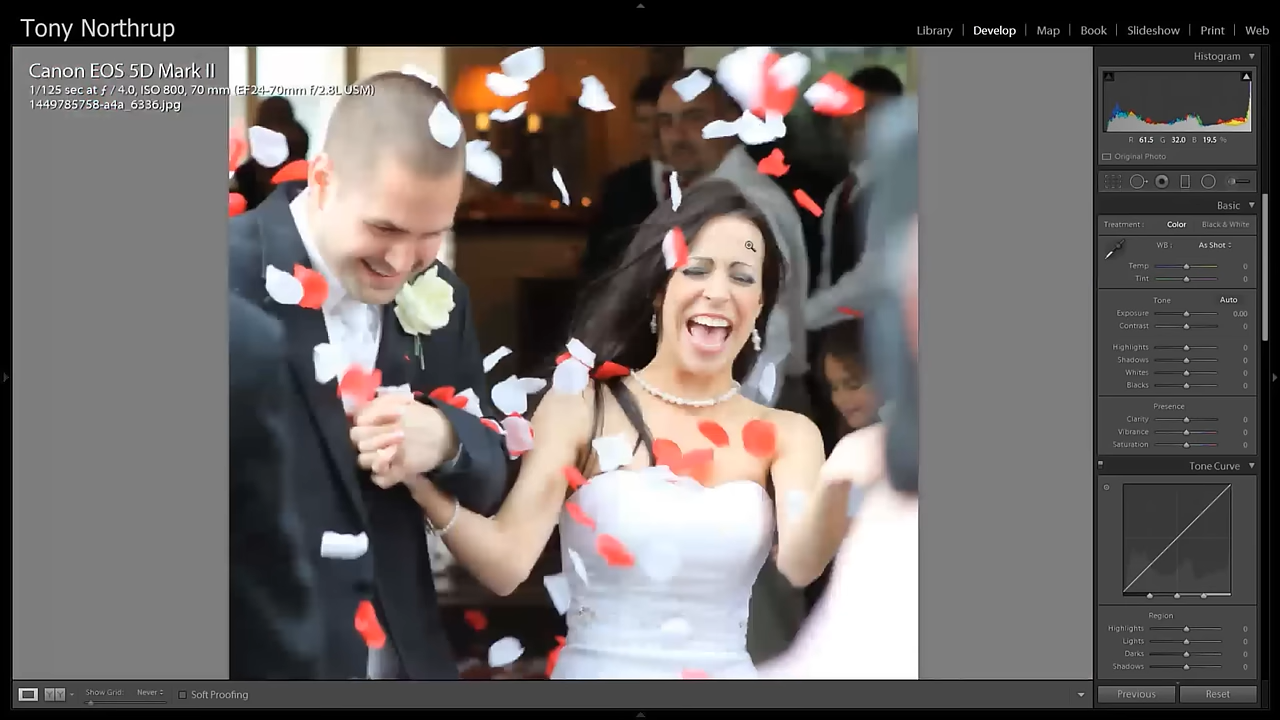 Tony Northrup
Library | Develop | Map | Book | Slideshow | Print | Web
Canon EOS 5D Mark II
1/125 sec at ƒ / 4.0, ISO 800, 70 mm (EF24-70mm f/2.8L USM)
1449785758-a4a_6336.jpg
Histogram
R 61.5 G 32.0 B 19.5 %
Original Photo
Basic
Treatment: Color Black & White
WB: As Shot
Temp 0
Tint 0
Tone Auto
Exposure 0.00
Contrast 0
Highlights 0
Shadows 0
Whites 0
Blacks 0
Presence
Clarity 0
Vibrance 0
Saturation 0
Tone Curve
Region
Highlights 0
Lights 0
Darks 0
Shadows 0
Show Grid: Never
Soft Proofing
Previous Reset